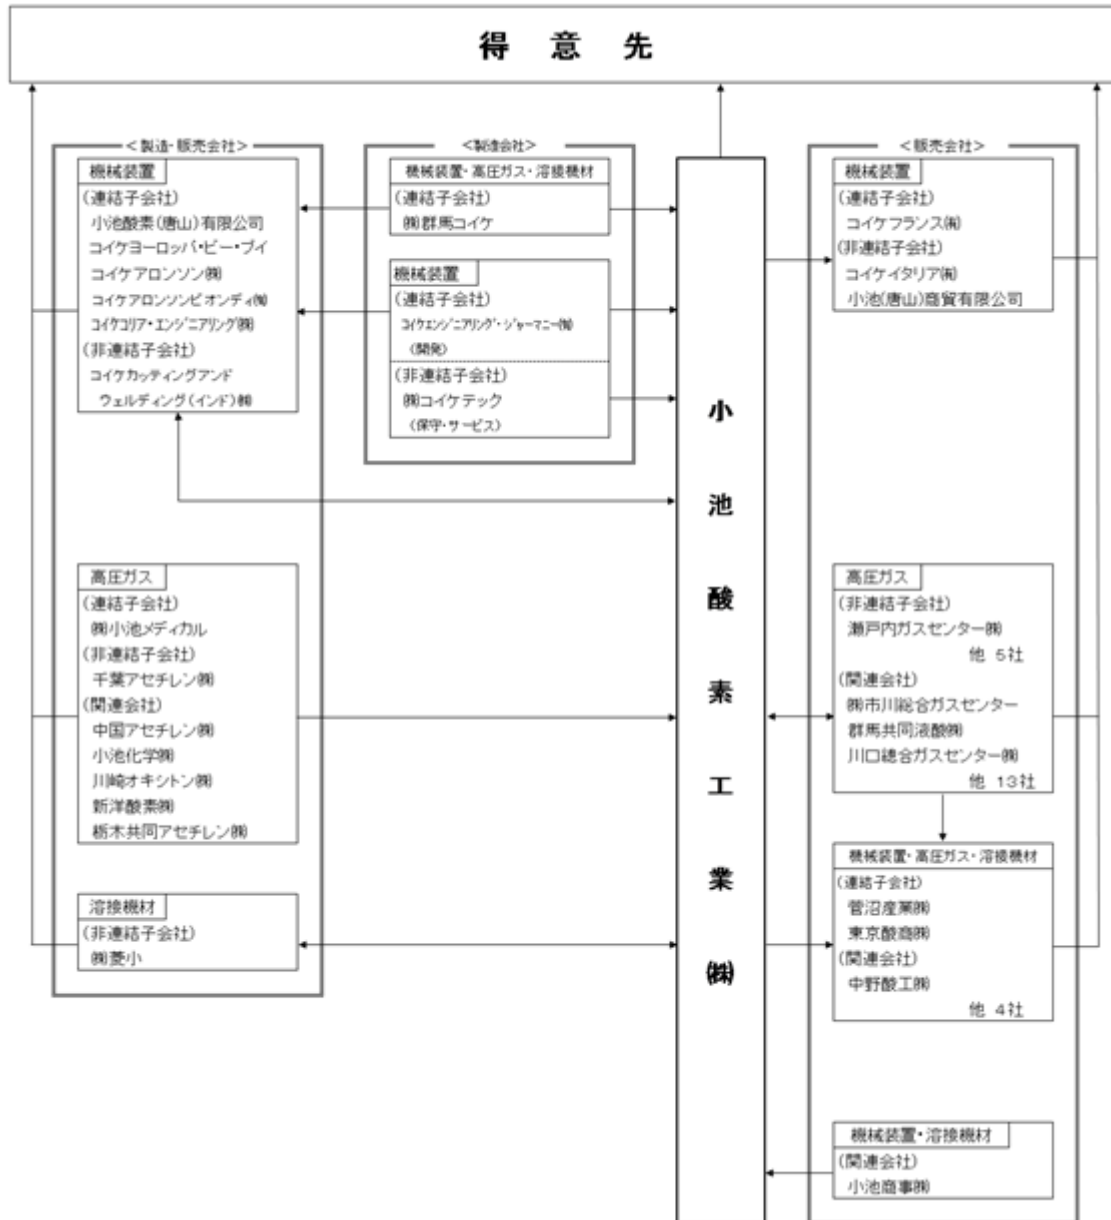 得意先
<製造・販売会社>
機械装置
(連結子会社)
小池酸素(唐山)有限公司
コイケヨーロッパ・ビー・ブイ
コイケアロンソン㈱
コイケアロンソンビオンディ㈱
コイケコリア・エンジニアリング㈱
(非連結子会社)
コイケカッティングアンド
ウェルディング(インド)㈱
高圧ガス
(連結子会社)
㈱小池メディカル
(非連結子会社)
千葉アセチレン㈱
(関連会社)
中国アセチレン㈱
小池化学㈱
川崎オキシトン㈱
新洋酸素㈱
栃木共同アセチレン㈱
溶接機材
(非連結子会社)
㈱菱小
<製造会社>
機械装置・高圧ガス・溶接機材
(連結子会社)
㈱群馬コイケ
機械装置
(連結子会社)
コイケエンジニアリング・ジャーマニー㈱
(開発)
(非連結子会社)
㈱コイケテック
(保守・サービス)
小池酸素工業㈱
<販売会社>
機械装置
(連結子会社)
コイケフランス㈲
(非連結子会社)
コイケイタリア㈲
小池(唐山)商貿有限公司
高圧ガス
(非連結子会社)
瀬戸内ガスセンター㈱
他 5社
(関連会社)
㈱市川総合ガスセンター
群馬共同液酸㈱
川口総合ガスセンター㈱
他 13社
機械装置・高圧ガス・溶接機材
(連結子会社)
菅沼産業㈱
東京酸商㈱
(関連会社)
中野酸工㈱
他 4社
機械装置・溶接機材
(関連会社)
小池商事㈱